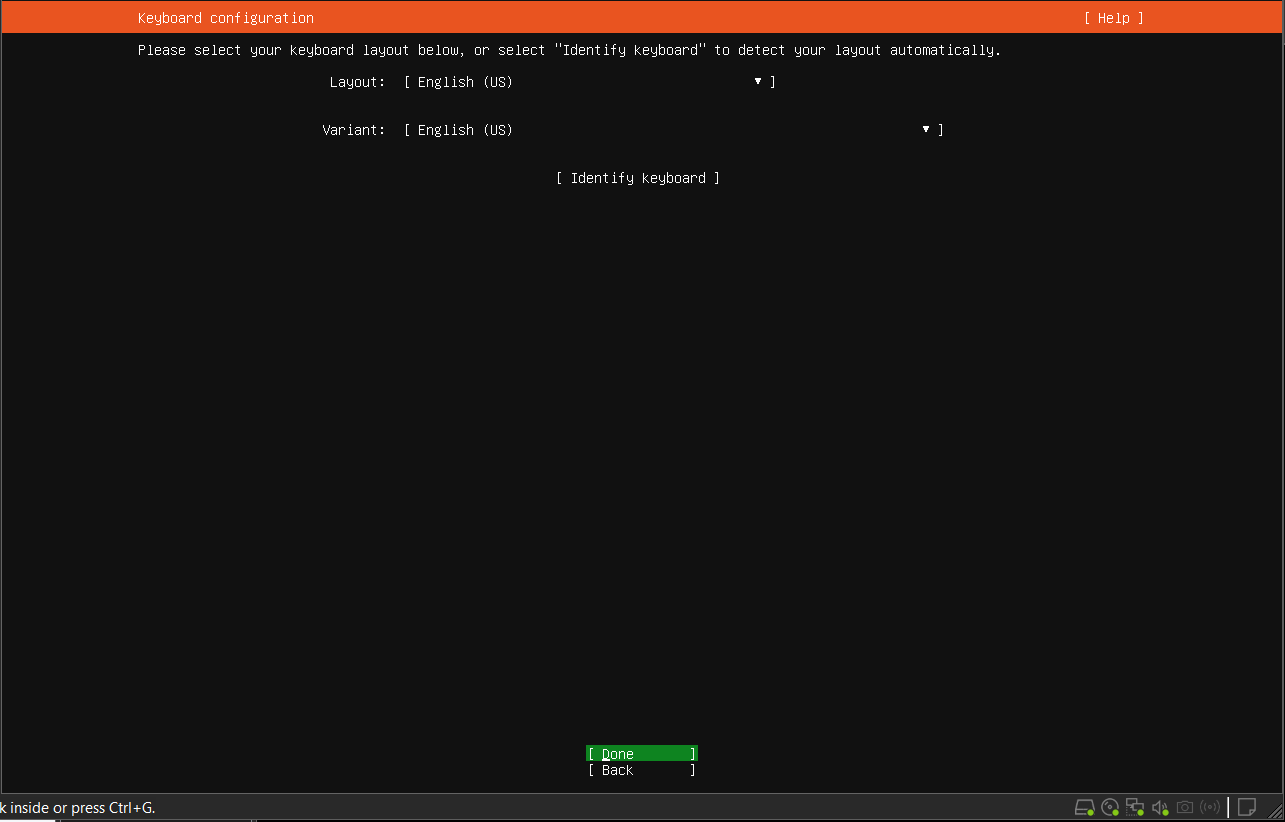 Keyboard configuration [ Help ]
Please select your keyboard layout below, or select "Identify keyboard" to detect your layout automatically.
Layout: [ English (US) ▼ ]
Variant: [ English (US) ▼ ]
[ Identify keyboard ]
[ Done ]
[ Back ]
k inside or press Ctrl+G.